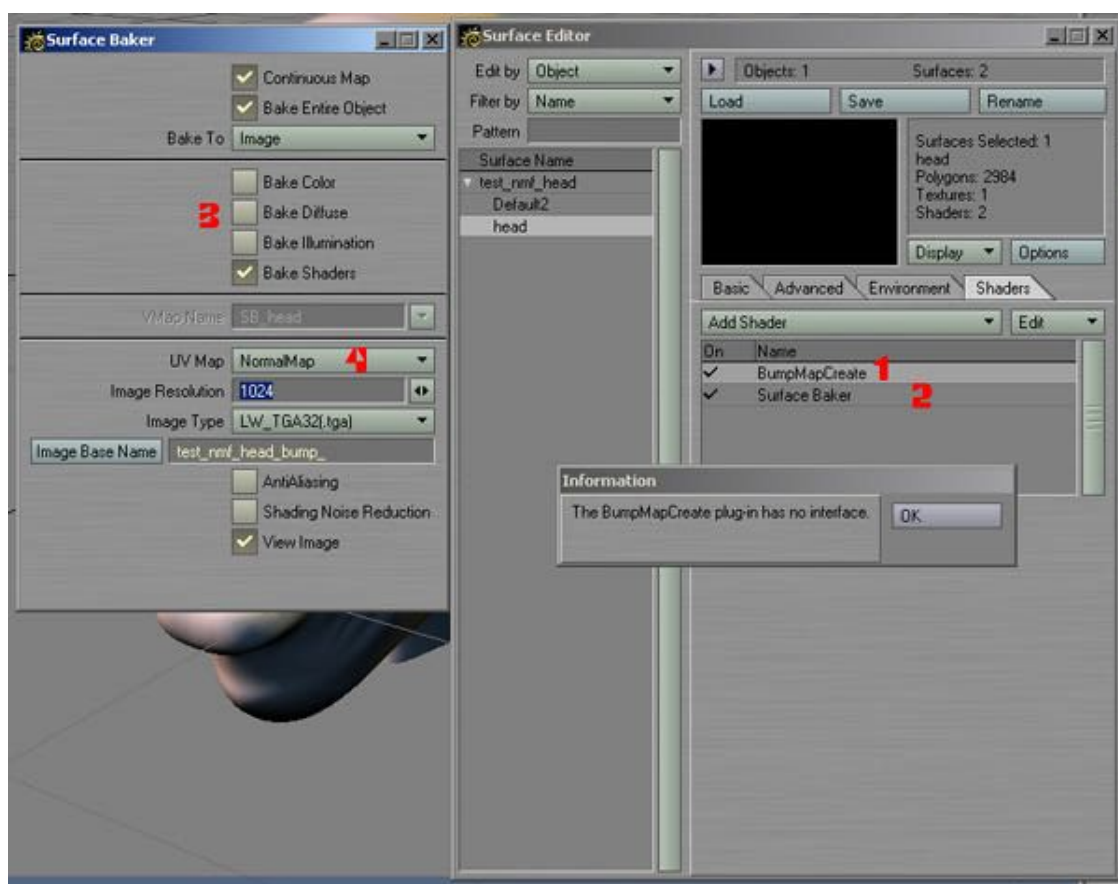 Surface Baker
Continuous Map
Bake Entire Object
Bake To Image
Bake Color
3 Bake Diffuse
Bake Illumination
Bake Shaders
VMap Name SB_head
UV Map NormalMap 4
Image Resolution 1024
Image Type LW_TGA32(.tga)
Image Base Name test_nmf_head_bump_
AntiAliasing
Shading Noise Reduction
View Image
Surface Editor
Edit by Object
Filter by Name
Pattern
Surface Name
test_nmf_head
Default2
head
Objects: 1 Surfaces: 2
Load Save Rename
Surfaces Selected: 1
head
Polygons: 2984
Textures: 1
Shaders: 2
Display Options
Basic Advanced Environment Shaders
Add Shader Edit
On Name
BumpMapCreate 1
Surface Baker 2
Information
The BumpMapCreate plug-in has no interface. OK